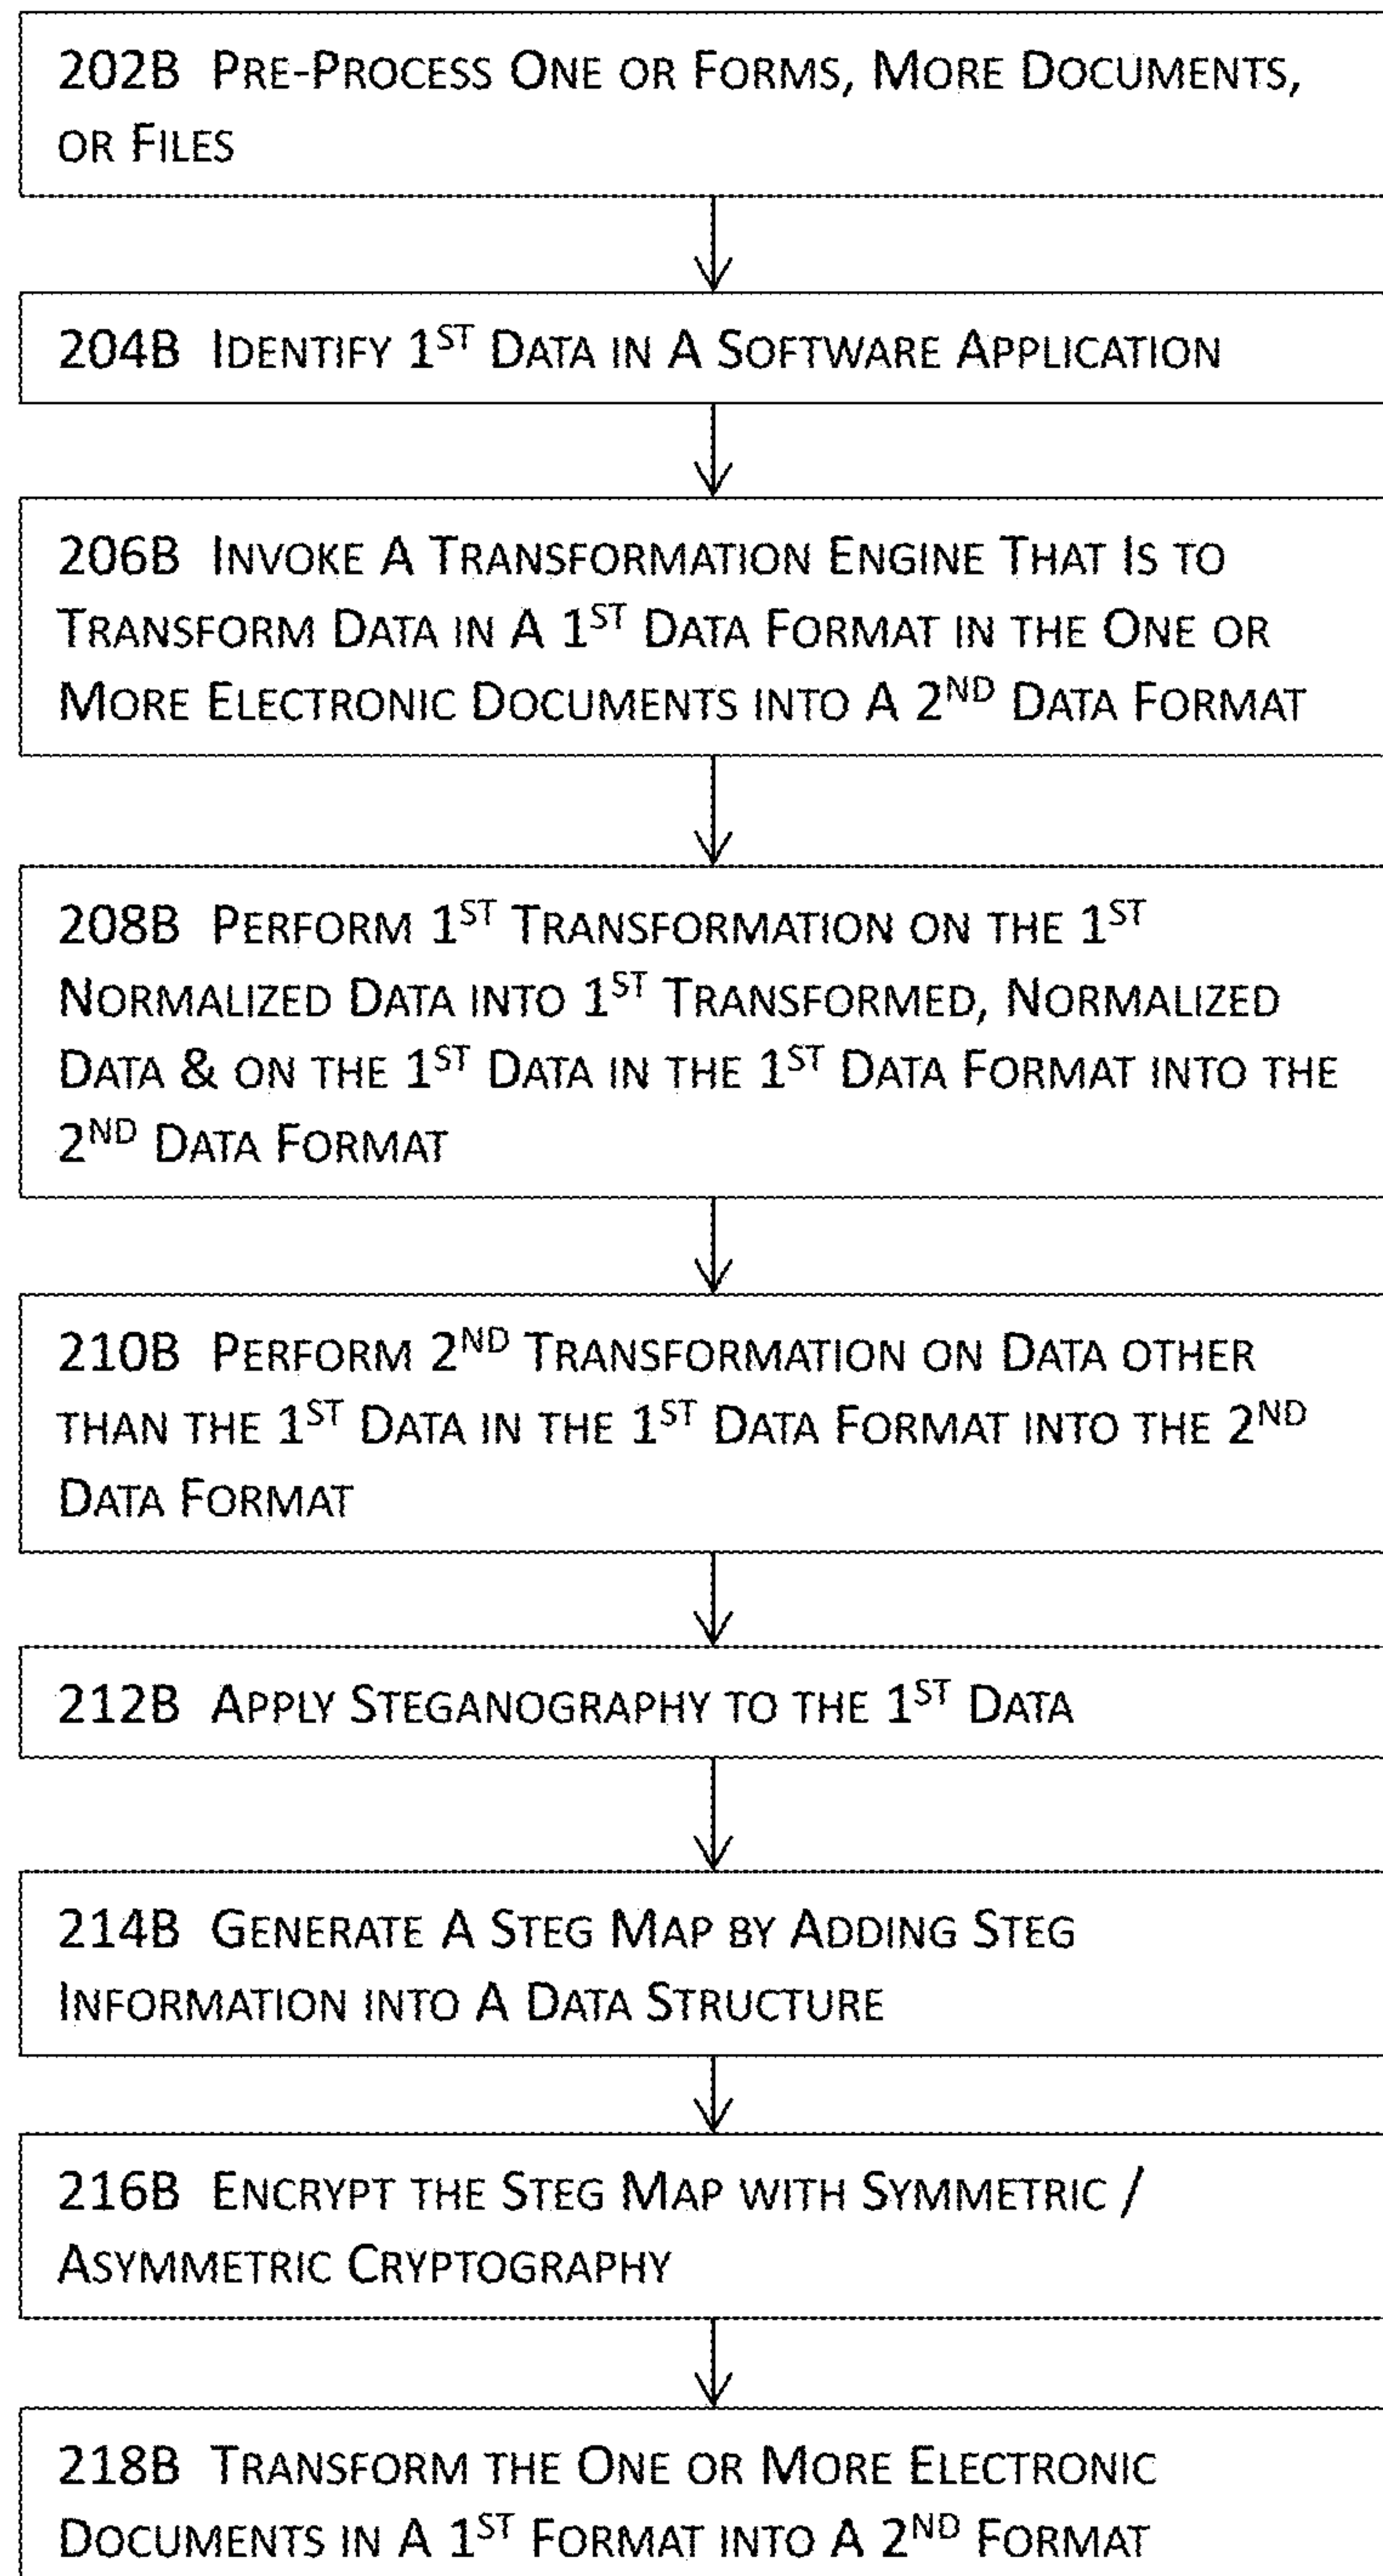 202B PRE-PROCESS ONE OR FORMS, MORE DOCUMENTS,
OR FILES
204B IDENTIFY 1ST DATA IN A SOFTWARE APPLICATION
206B INVOKE A TRANSFORMATION ENGINE THAT IS TO
TRANSFORM DATA IN A 1ST DATA FORMAT IN THE ONE OR
MORE ELECTRONIC DOCUMENTS INTO A 2ND DATA FORMAT
208B PERFORM 1ST TRANSFORMATION ON THE 1ST
NORMALIZED DATA INTO 1ST TRANSFORMED, NORMALIZED
DATA & ON THE 1ST DATA IN THE 1ST DATA FORMAT INTO THE
2ND DATA FORMAT
210B PERFORM 2ND TRANSFORMATION ON DATA OTHER
THAN THE 1ST DATA IN THE 1ST DATA FORMAT INTO THE 2ND
DATA FORMAT
212B APPLY STEGANOGRAPHY TO THE 1ST DATA
214B GENERATE A STEG MAP BY ADDING STEG
INFORMATION INTO A DATA STRUCTURE
216B ENCRYPT THE STEG MAP WITH SYMMETRIC /
ASYMMETRIC CRYPTOGRAPHY
218B TRANSFORM THE ONE OR MORE ELECTRONIC
DOCUMENTS IN A 1ST FORMAT INTO A 2ND FORMAT